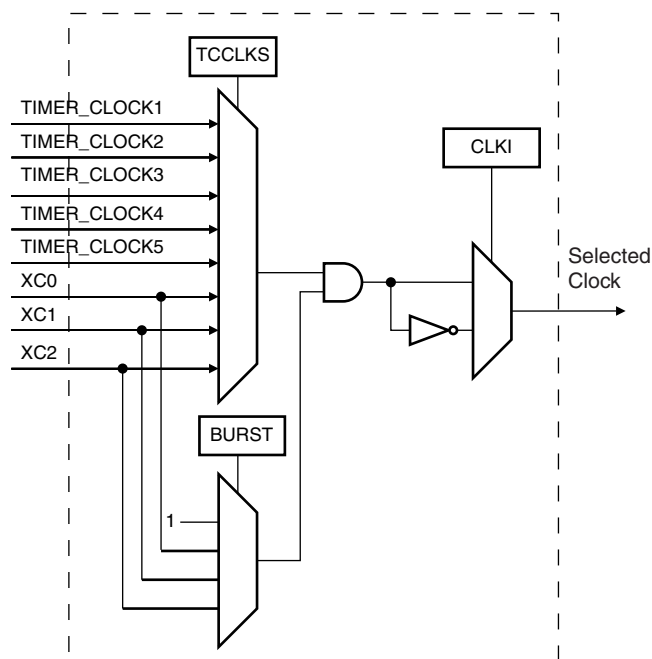 TCCLKS
TIMER_CLOCK1
TIMER_CLOCK2
TIMER_CLOCK3
TIMER_CLOCK4
TIMER_CLOCK5
XC0
XC1
XC2
CLKI
Selected
Clock
BURST
1